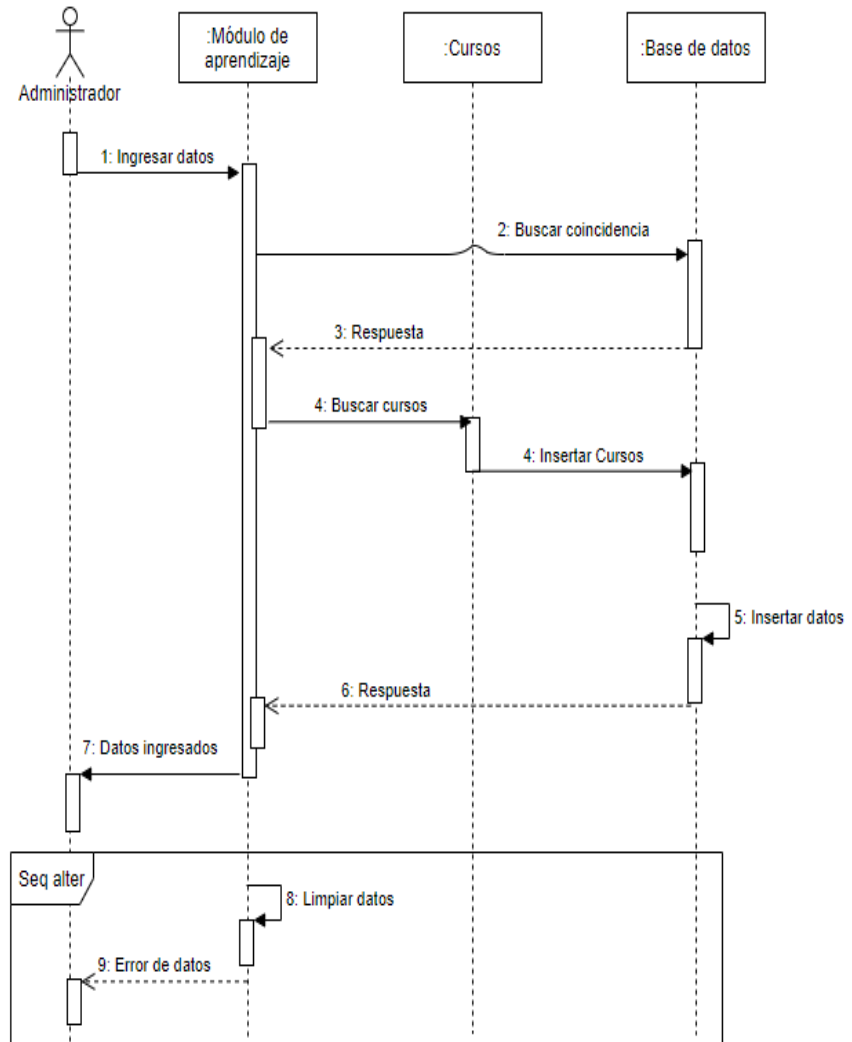 :Módulo de
aprendizaje
:Cursos
:Base de datos
Administrador
1: Ingresar datos
2: Buscar coincidencia
3: Respuesta
4: Buscar cursos
4: Insertar Cursos
5: Insertar datos
6: Respuesta
7: Datos ingresados
Seq alter
8: Limpiar datos
9: Error de datos